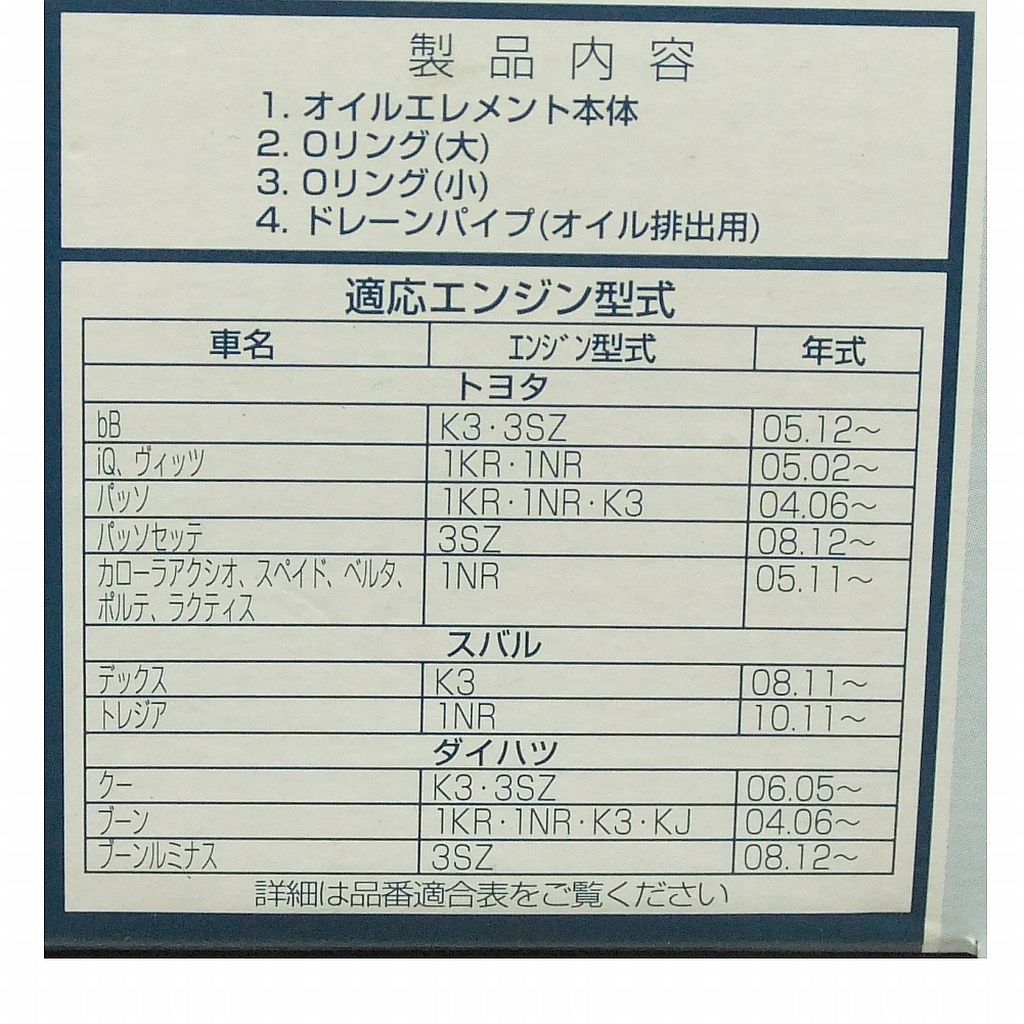 製品内容
1. オイルエレメント本体
2. Oリング(大)
3. Oリング(小)
4. ドレーンパイプ(オイル排出用)
適応エンジン型式
車名 エンジン型式 年式
トヨタ
bB K3・3SZ 05.12～
iQ、ヴィッツ 1KR・1NR 05.02～
パッソ 1KR・1NR・K3 04.06～
パッソセッテ 3SZ 08.12～
カローラアクシオ、スペイド、ベルタ、 1NR 05.11～
ポルテ、ラクティス
スバル
デックス K3 08.11～
トレジア 1NR 10.11～
ダイハツ
クー K3・3SZ 06.05～
ブーン 1KR・1NR・K3・KJ 04.06～
ブーンルミナス 3SZ 08.12～
詳細は品番適合表をご覧ください